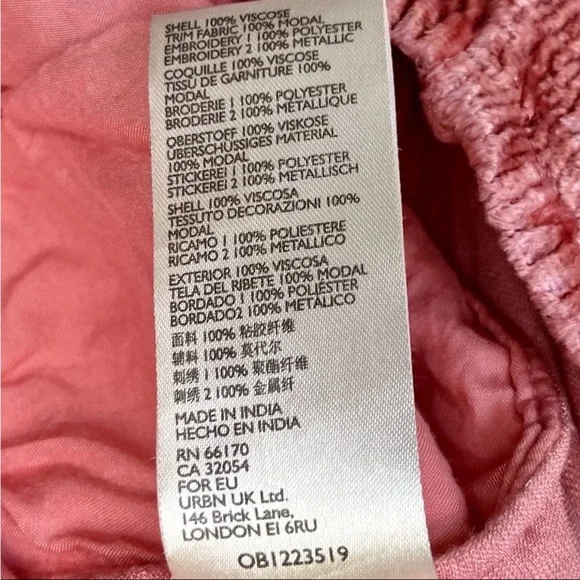 SHELL 100% VISCOSE
TRIM FABRIC 100% MODAL
EMBROIDERY 1 100% POLYESTER
EMBROIDERY 2 100% METALLIC
COQUILLE 100% VISCOSE
TISSU DE GARNITURE 100%
MODAL
BRODERIE 1 100% POLYESTER
BRODERIE 2 100% MÉTALLIQUE
OBERSTOFF 100% VISKOSE
ÜBERSCHÜSSIGES MATERIAL
100% MODAL
STICKEREI 1 100% POLYESTER
STICKEREI 2 100% METALLISCH
SHELL 100% VISCOSA
TESSUTO DECORAZIONI 100%
MODAL
RICAMO 1 100% POLIESTERE
RICAMO 2 100% METALLICO
EXTERIOR 100% VISCOSA
TELA DEL RIBETE 100% MODAL
BORDADO 1 100% POLIÉSTER
BORDADO2 100% METÁLICO
面料 100% 粘胶纤维
辅料 100% 莫代尔
刺绣 1 100% 聚酯纤维
刺绣 2 100% 金属纤
MADE IN INDIA
HECHO EN INDIA
RN 66170
CA 32054
FOR EU
URBN UK Ltd.
146 Brick Lane,
LONDON E1 6RU
OB1223519